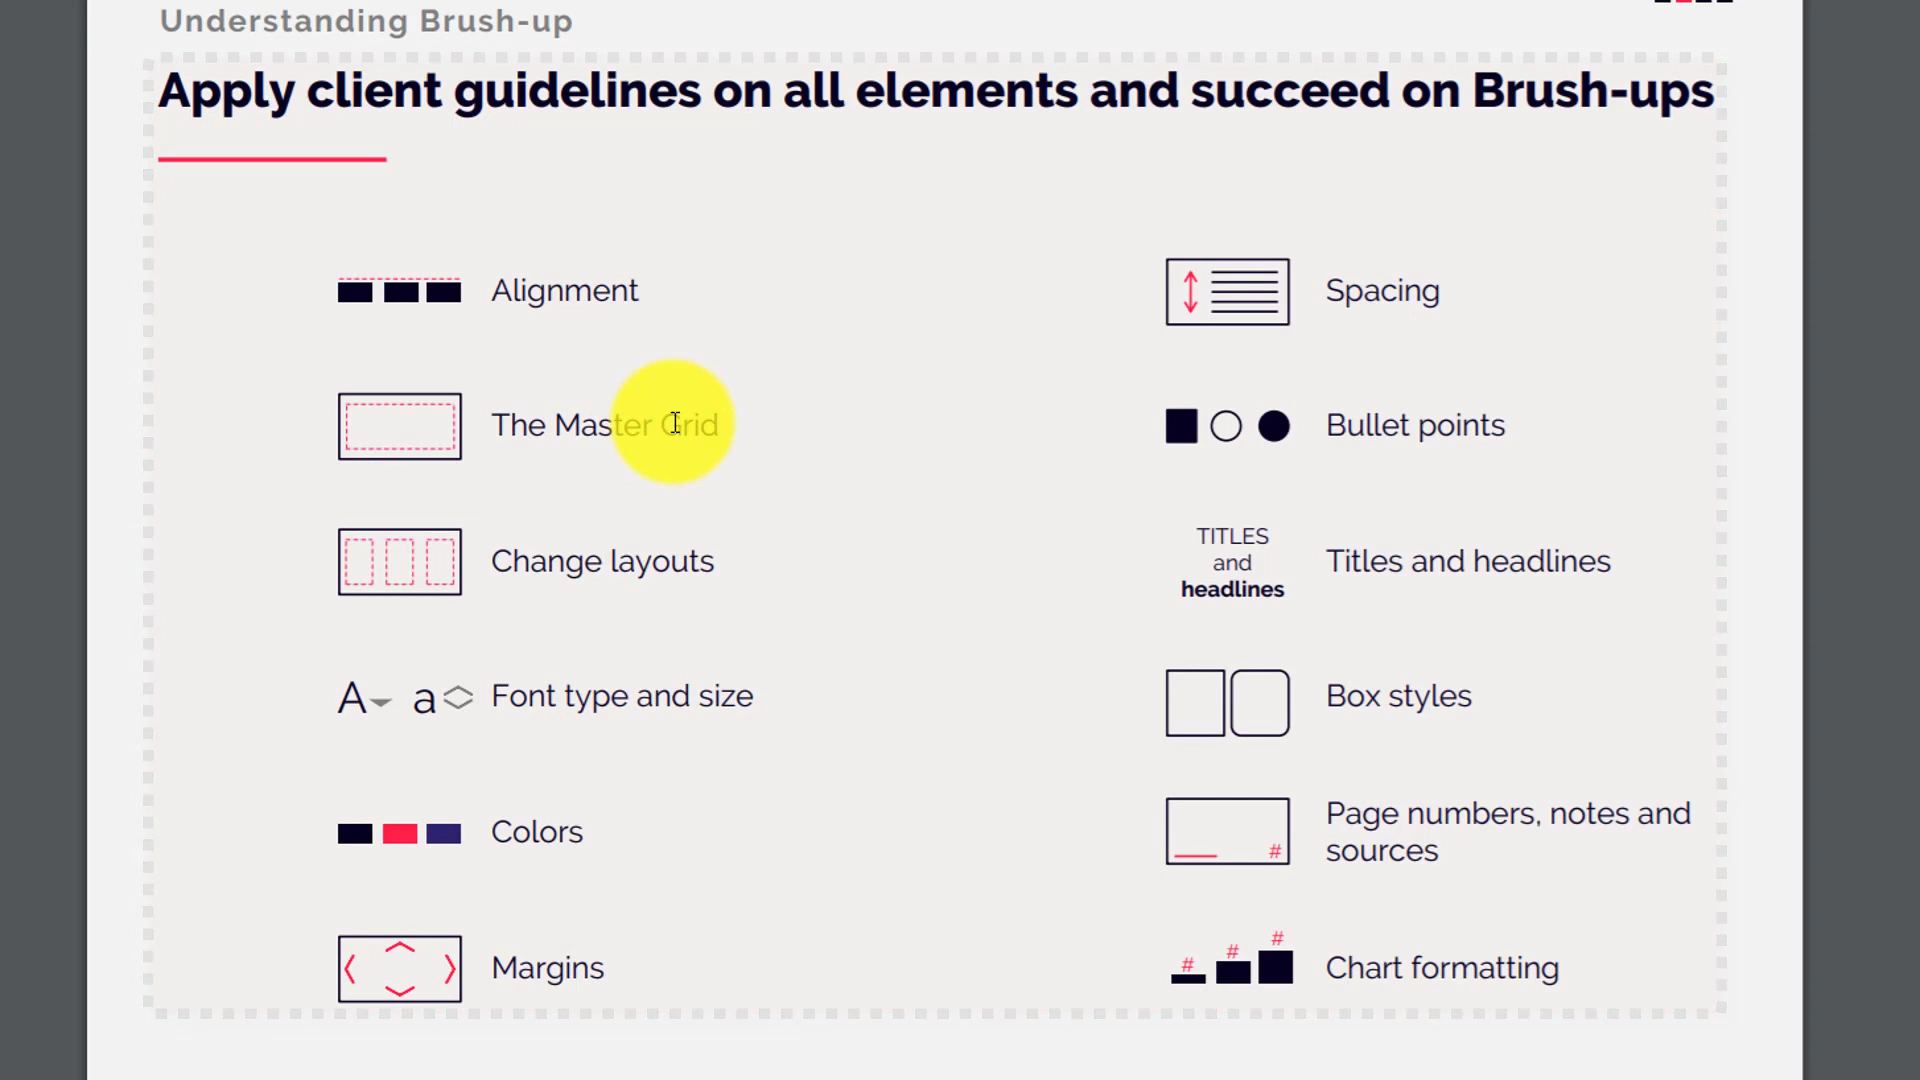 Understanding Brush-up
Apply client guidelines on all elements and succeed on Brush-ups
Alignment
The Master Grid
Change layouts
A a Font type and size
Colors
Margins
Spacing
Bullet points
TITLES
and
headlines
Titles and headlines
Box styles
#
Page numbers, notes and
sources
# # #
Chart formatting